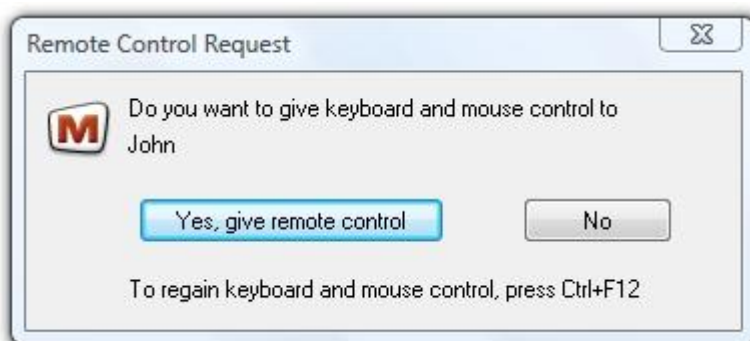 Remote Control Request
M
Do you want to give keyboard and mouse control to
John
Yes, give remote control
No
To regain keyboard and mouse control, press Ctrl+F12